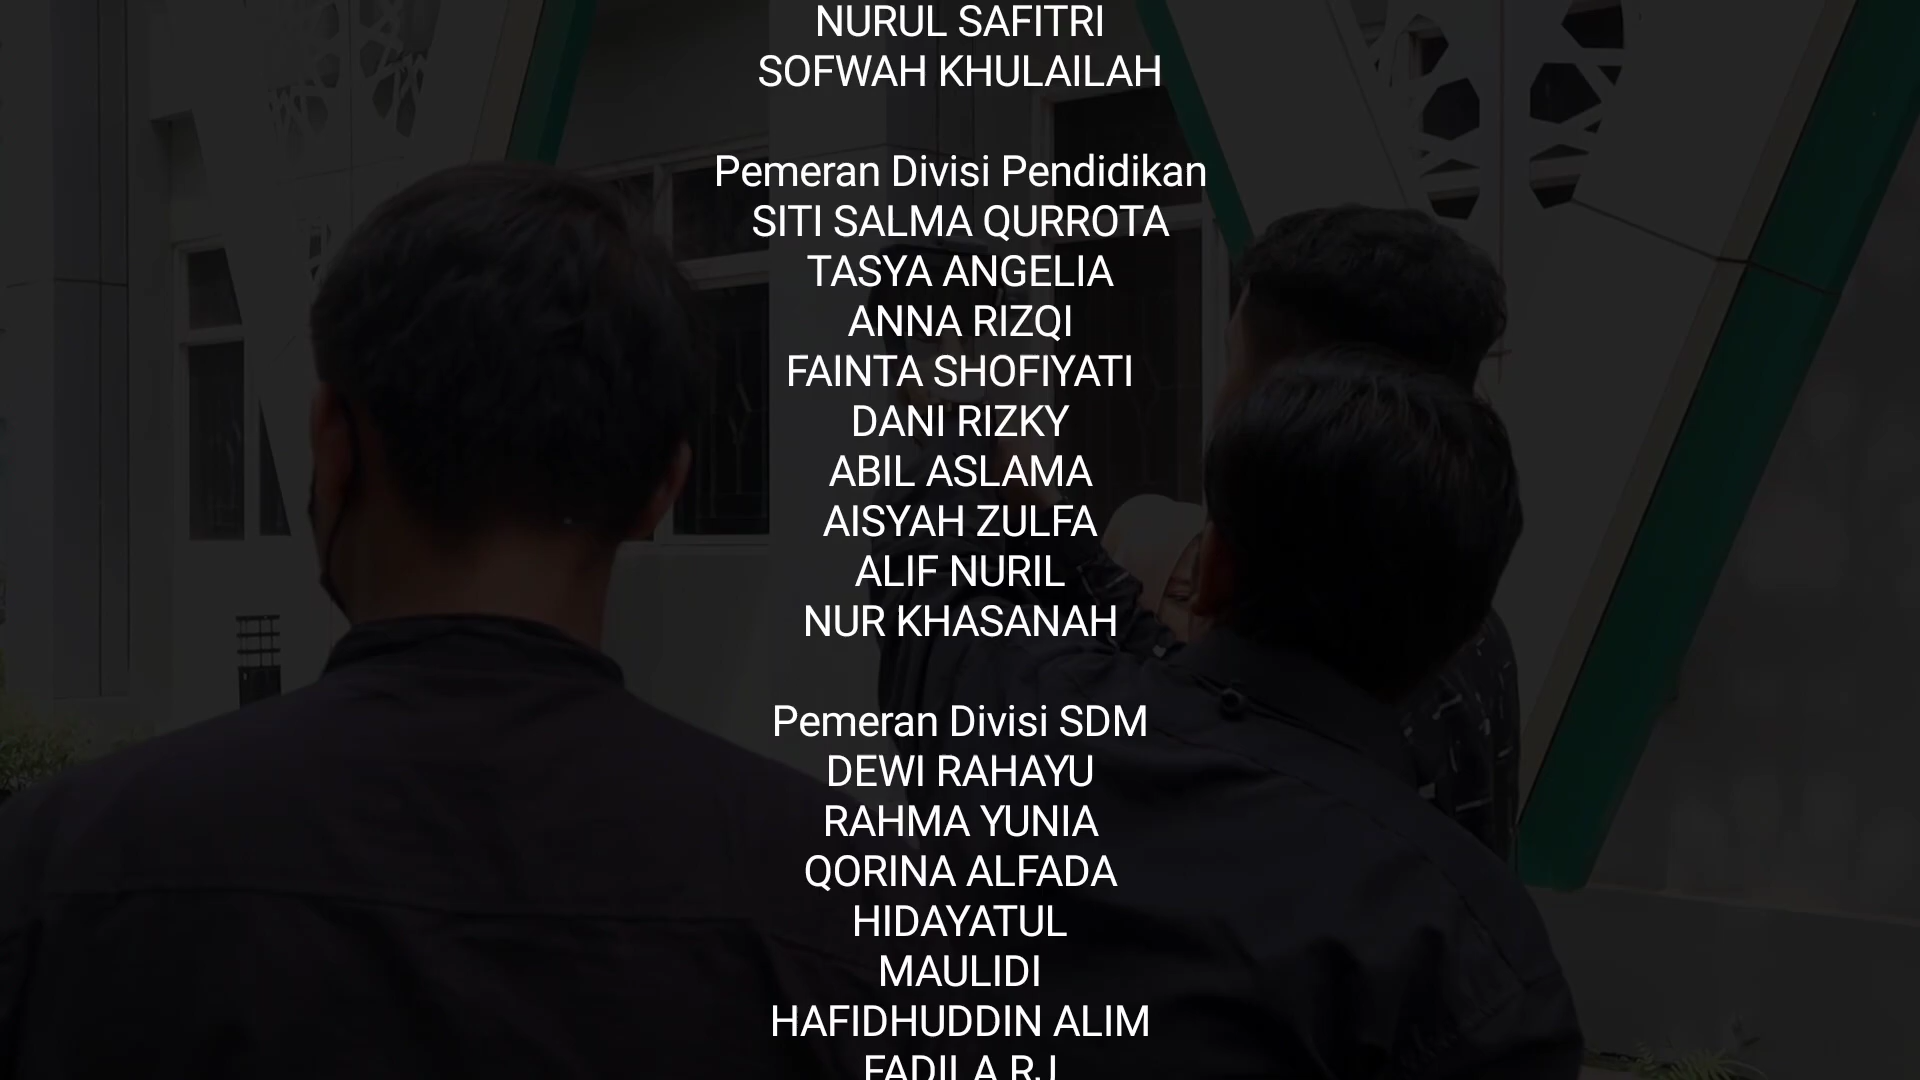 NURUL SAFITRI
SOFWAH KHULAILAH
Pemeran Divisi Pendidikan
SITI SALMA QURROTA
TASYA ANGELIA
ANNA RIZQI
FAINTA SHOFIYATI
DANI RIZKY
ABIL ASLAMA
AISYAH ZULFA
ALIF NURIL
NUR KHASANAH
Pemeran Divisi SDM
DEWI RAHAYU
RAHMA YUNIA
QORINA ALFADA
HIDAYATUL
MAULIDI
HAFIDHUDDIN ALIM
FADILA RJ